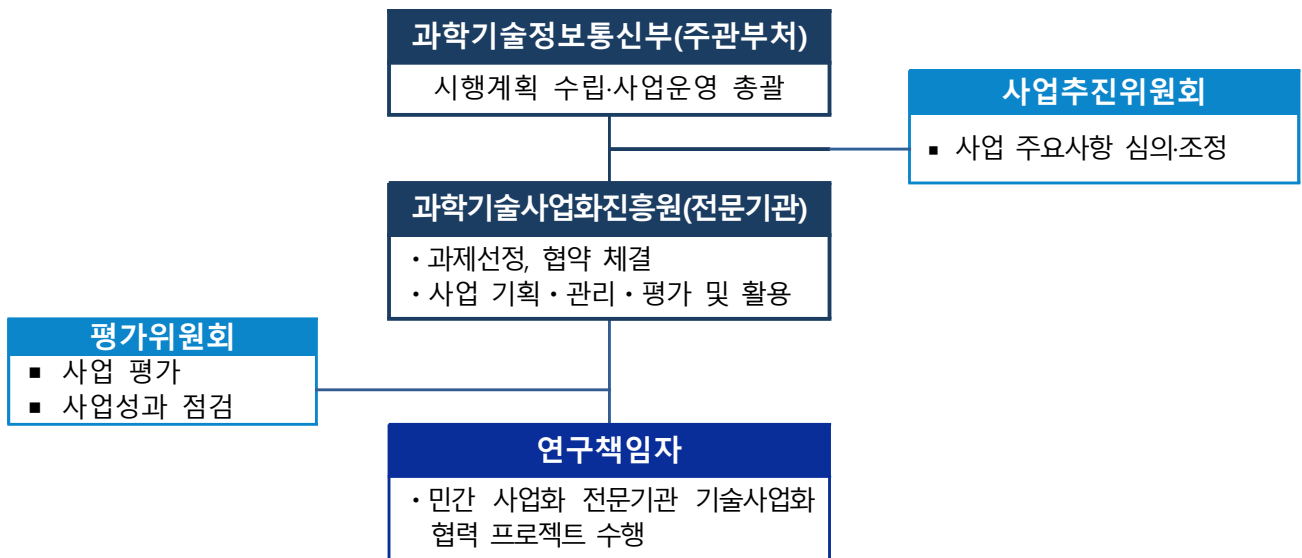 과학기술정보통신부(주관부처)
시행계획 수립·사업운영 총괄
사업추진위원회
▪ 사업 주요사항 심의·조정
과학기술사업화진흥원(전문기관)
･과제선정, 협약 체결
･사업 기획･관리･평가 및 활용
평가위원회
▪ 사업 평가
▪ 사업성과 점검
연구책임자
･민간 사업화 전문기관 기술사업화
협력 프로젝트 수행